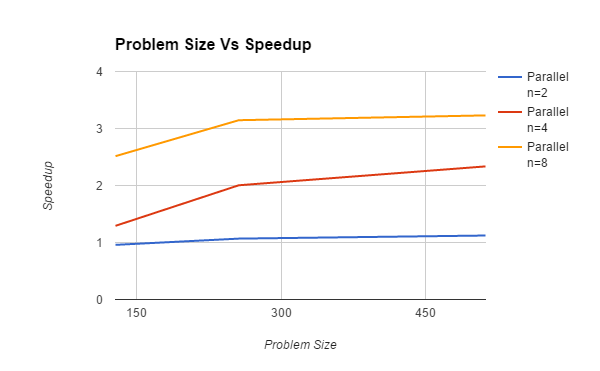 Problem Size Vs Speedup
4
3
2
1
0
Speedup
150
300
450
Problem Size
Parallel
n=2
Parallel
n=4
Parallel
n=8